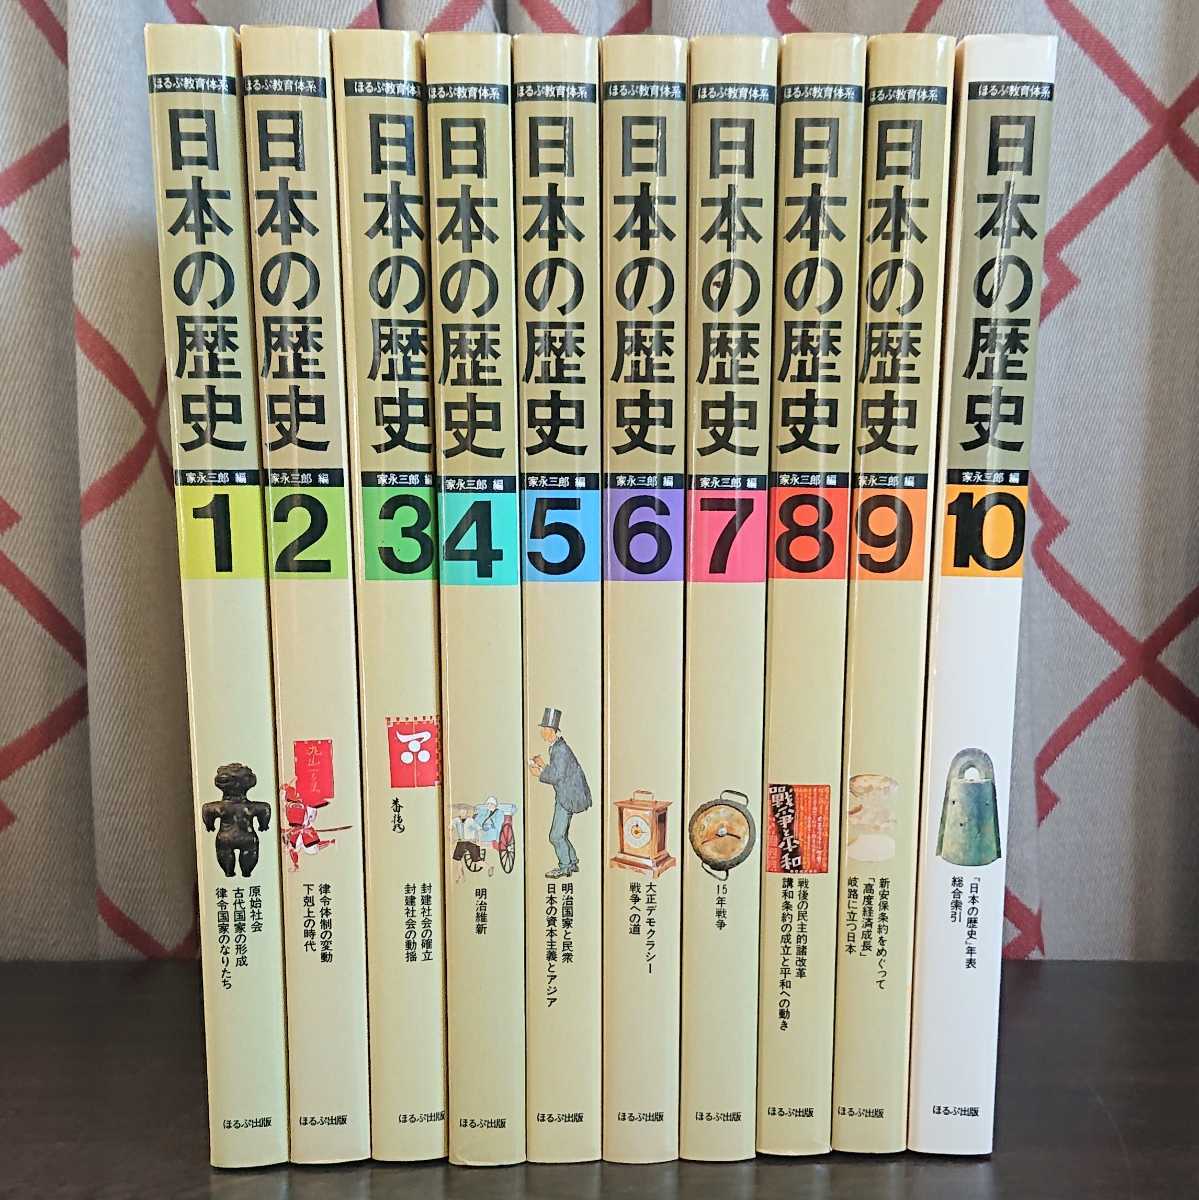 ほるぷ教育体系
日本の歴史
家永三郎 編
1
原始社会
古代国家の形成
律令国家のなりたち
ほるぷ出版
ほるぷ教育体系
日本の歴史
家永三郎 編
2
律令体制の変動
下剋上の時代
ほるぷ出版
ほるぷ教育体系
日本の歴史
家永三郎 編
3
封建社会の確立
封建社会の動揺
ほるぷ出版
ほるぷ教育体系
日本の歴史
家永三郎 編
4
明治維新
ほるぷ出版
ほるぷ教育体系
日本の歴史
家永三郎 編
5
明治国家と民衆
日本の資本主義とアジア
ほるぷ出版
ほるぷ教育体系
日本の歴史
家永三郎 編
6
大正デモクラシー
戦争への道
ほるぷ出版
ほるぷ教育体系
日本の歴史
家永三郎 編
7
15年戦争
ほるぷ出版
ほるぷ教育体系
日本の歴史
家永三郎 編
8
戰爭と平和
戦後の民主的諸改革
講和条約の成立と平和への動き
ほるぷ出版
ほるぷ教育体系
日本の歴史
家永三郎 編
9
新安保条約をめぐって
「高度経済成長」
岐路に立つ日本
ほるぷ出版
ほるぷ教育体系
日本の歴史
家永三郎 編
10
「日本の歴史」年表
総合索引
ほるぷ出版